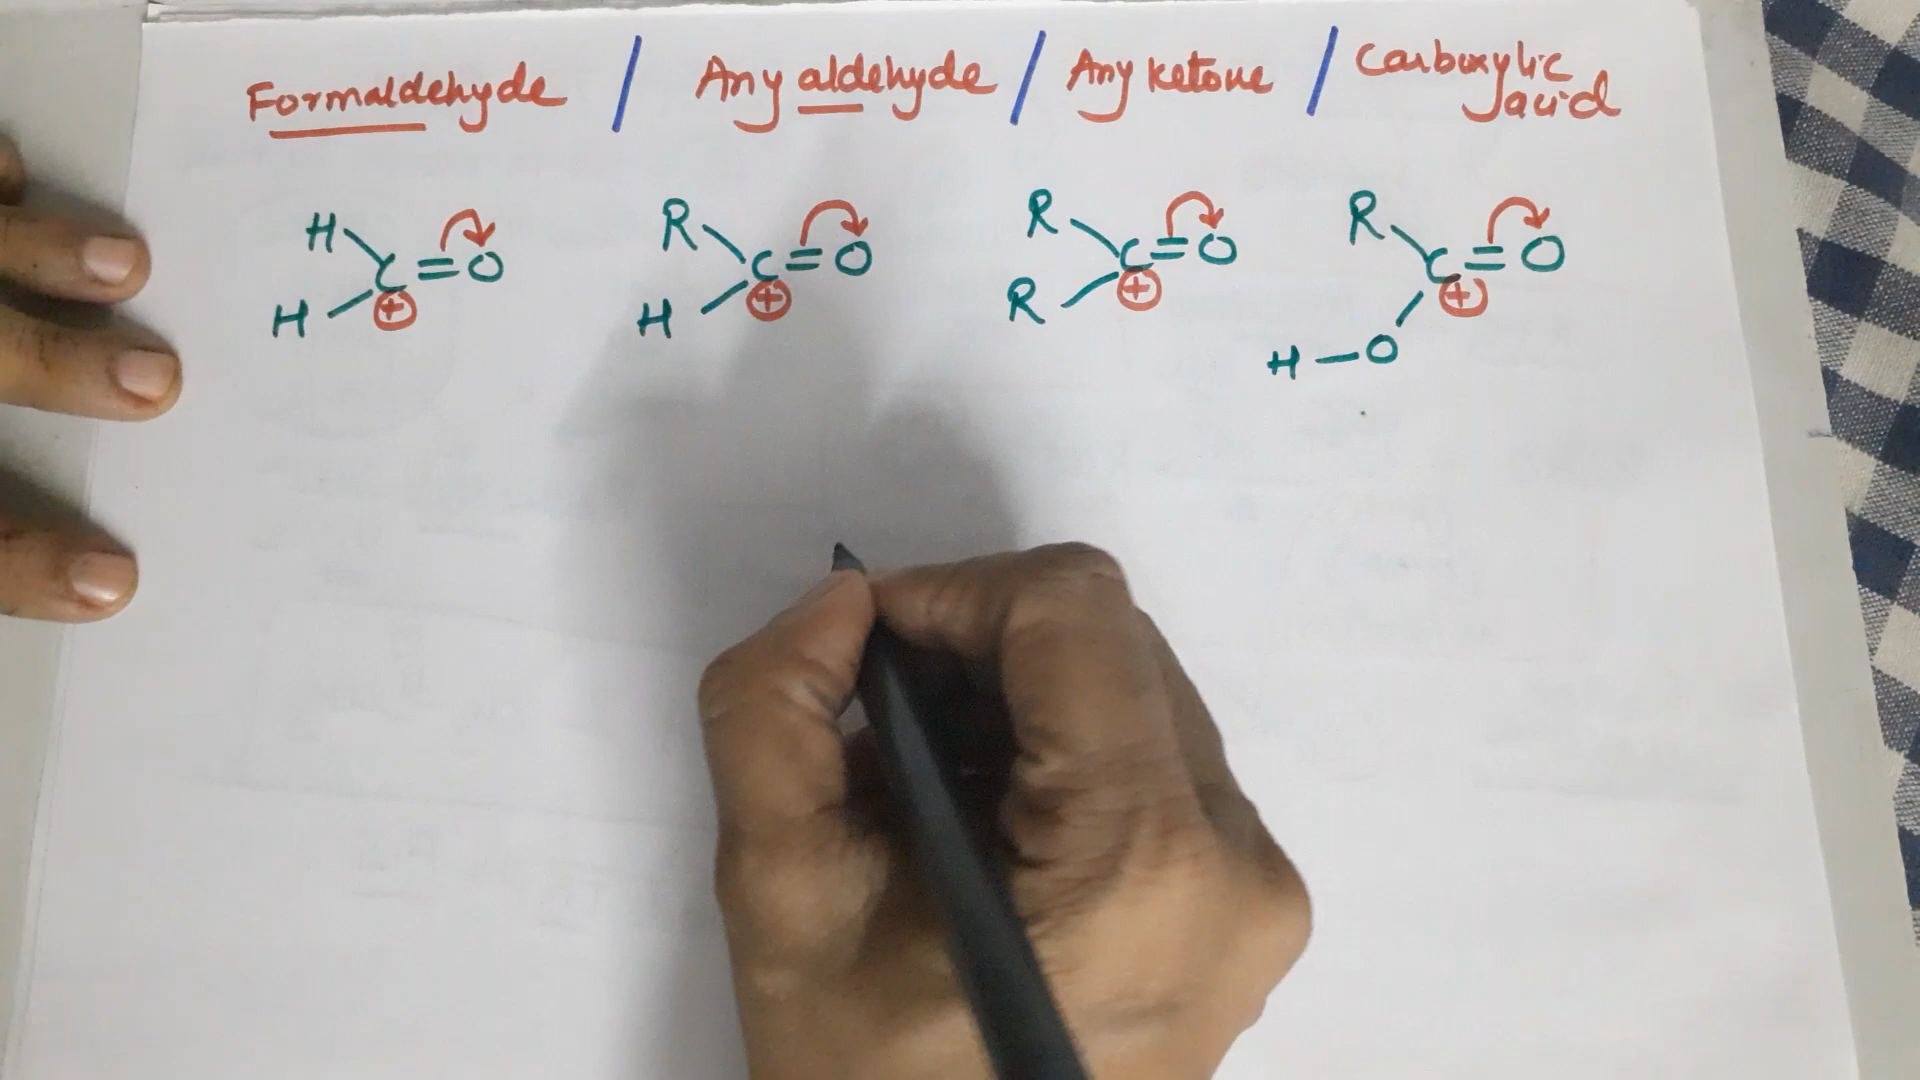 Formaldehyde / Any aldehyde / Any ketone / Carboxylic acid
H R R R
C=O C=O C=O C=O
H + H + R + +
H-O